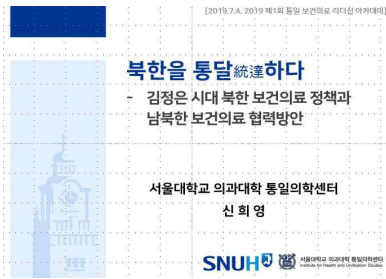 [2019.7.4. 2019 제1회 통일 보건의료 리더십 아카데미]
북한을 통달統達하다
- 김정은 시대 북한 보건의료 정책과
남북한 보건의료 협력방안
서울대학교 의과대학 통일의학센터
신 희 영
SNUH
서울대학교 의과대학 통일의학센터
Institute for Health and Unification Studies